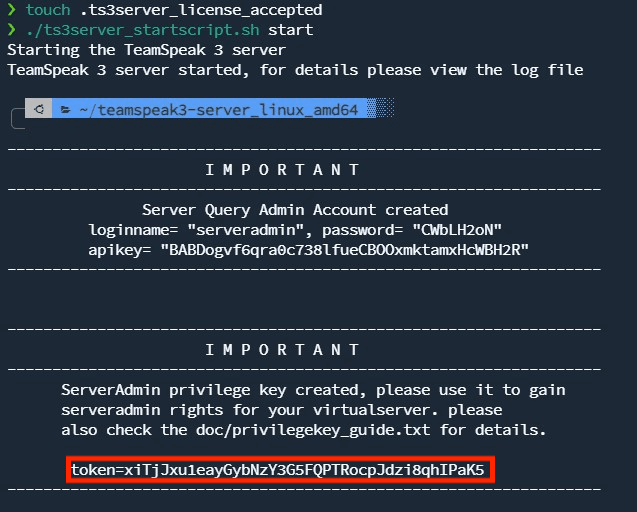 ❯ touch .ts3server_license_accepted
❯ ./ts3server_startscript.sh start
Starting the TeamSpeak 3 server
TeamSpeak 3 server started, for details please view the log file
~/teamspeak3-server_linux_amd64
------------------------------------------------------------------
I M P O R T A N T
------------------------------------------------------------------
Server Query Admin Account created
loginname= "serveradmin", password= "CWbLH2oN"
apikey= "BABDogvf6qra0c738lfueCBOOxmktamxHcWBH2R"
------------------------------------------------------------------
------------------------------------------------------------------
I M P O R T A N T
------------------------------------------------------------------
ServerAdmin privilege key created, please use it to gain
serveradmin rights for your virtualserver. please
also check the doc/privilegekey_guide.txt for details.
token=xiTjJxu1eayGybNzY3G5FQPTRocpJdzi8qhIPaK5
------------------------------------------------------------------